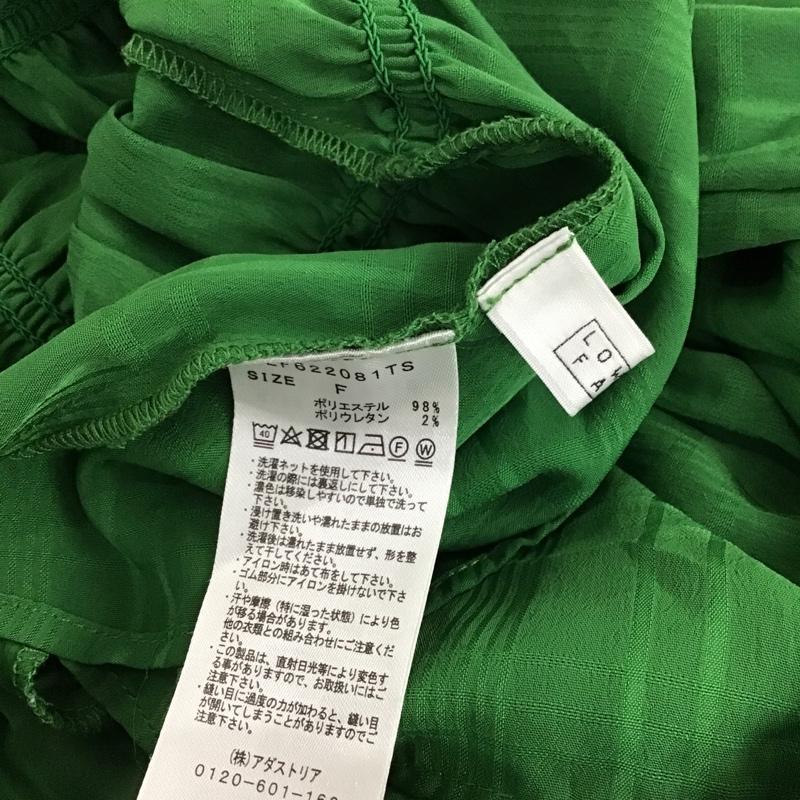 F622081TS
SIZE F
ポリエステル 98%
ポリウレタン 2%
40 F W
・洗濯ネットを使用して下さい。
・洗濯の際には裏返しにして下さい。
・濃色は移染しやすいので単独で洗って
下さい。
・浸け置き洗いや濡れたままの放置はお
避け下さい。
・洗濯後は濡れたまま放置せず、形を整
えて干してください。
・アイロン時はあて布をして下さい。
・ゴム部分にアイロンを掛けないで下さ
い。
・汗や摩擦（特に湿った状態）により色
が移る場合があります。
他の衣類との組み合わせにご注意くだ
さい。
・この製品は、直射日光等により変色す
る事がありますので、お取扱いにはご
注意下さい。
・縫い目に過度の力が加わると、縫い目
が開いてしまうことがありますのでご
注意下さい。
(株)アダストリア
0120-601-16
LOW
FA